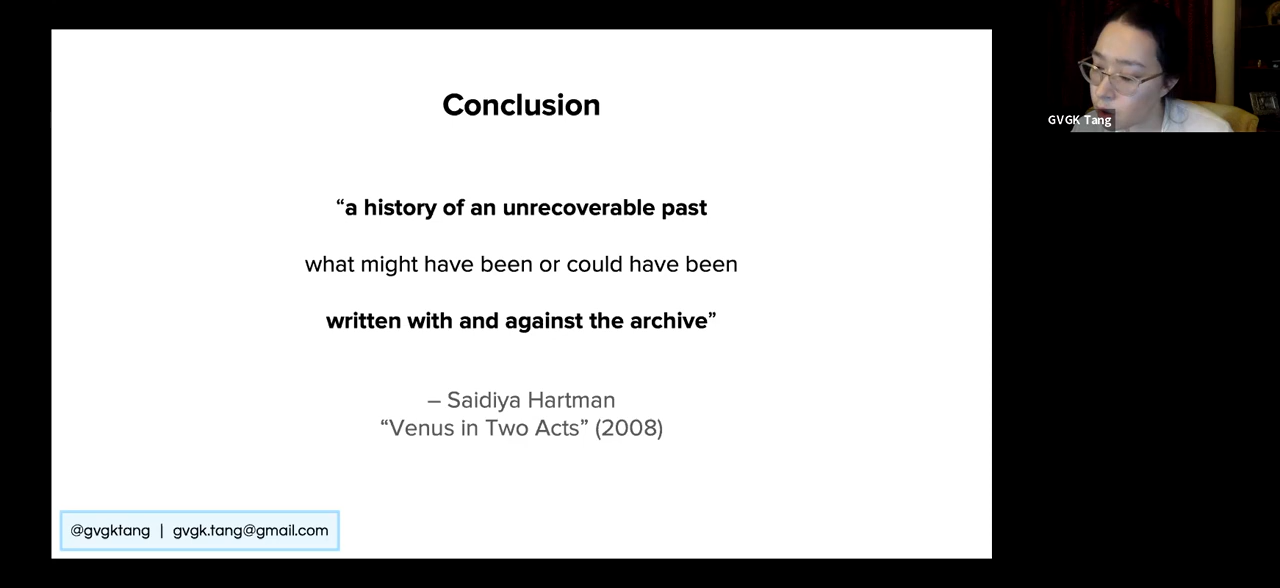 Conclusion
“a history of an unrecoverable past
what might have been or could have been
written with and against the archive”
– Saidiya Hartman
“Venus in Two Acts” (2008)
@gvgktang | gvgk.tang@gmail.com
GVGK Tang